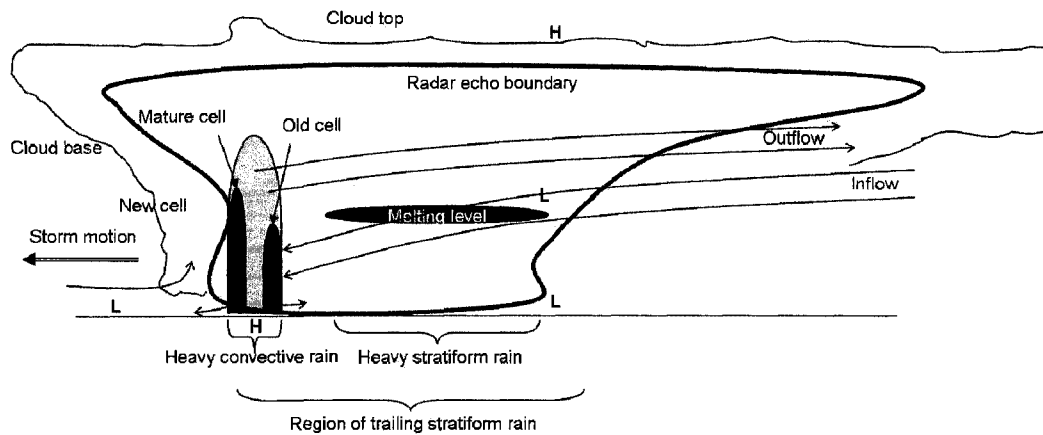 Cloud top
H
Radar echo boundary
Mature cell
Old cell
Outflow
Cloud base
Inflow
L
New cell
Melting level
Storm motion
L
L
H
Heavy convective rain
Heavy stratiform rain
Region of trailing stratiform rain